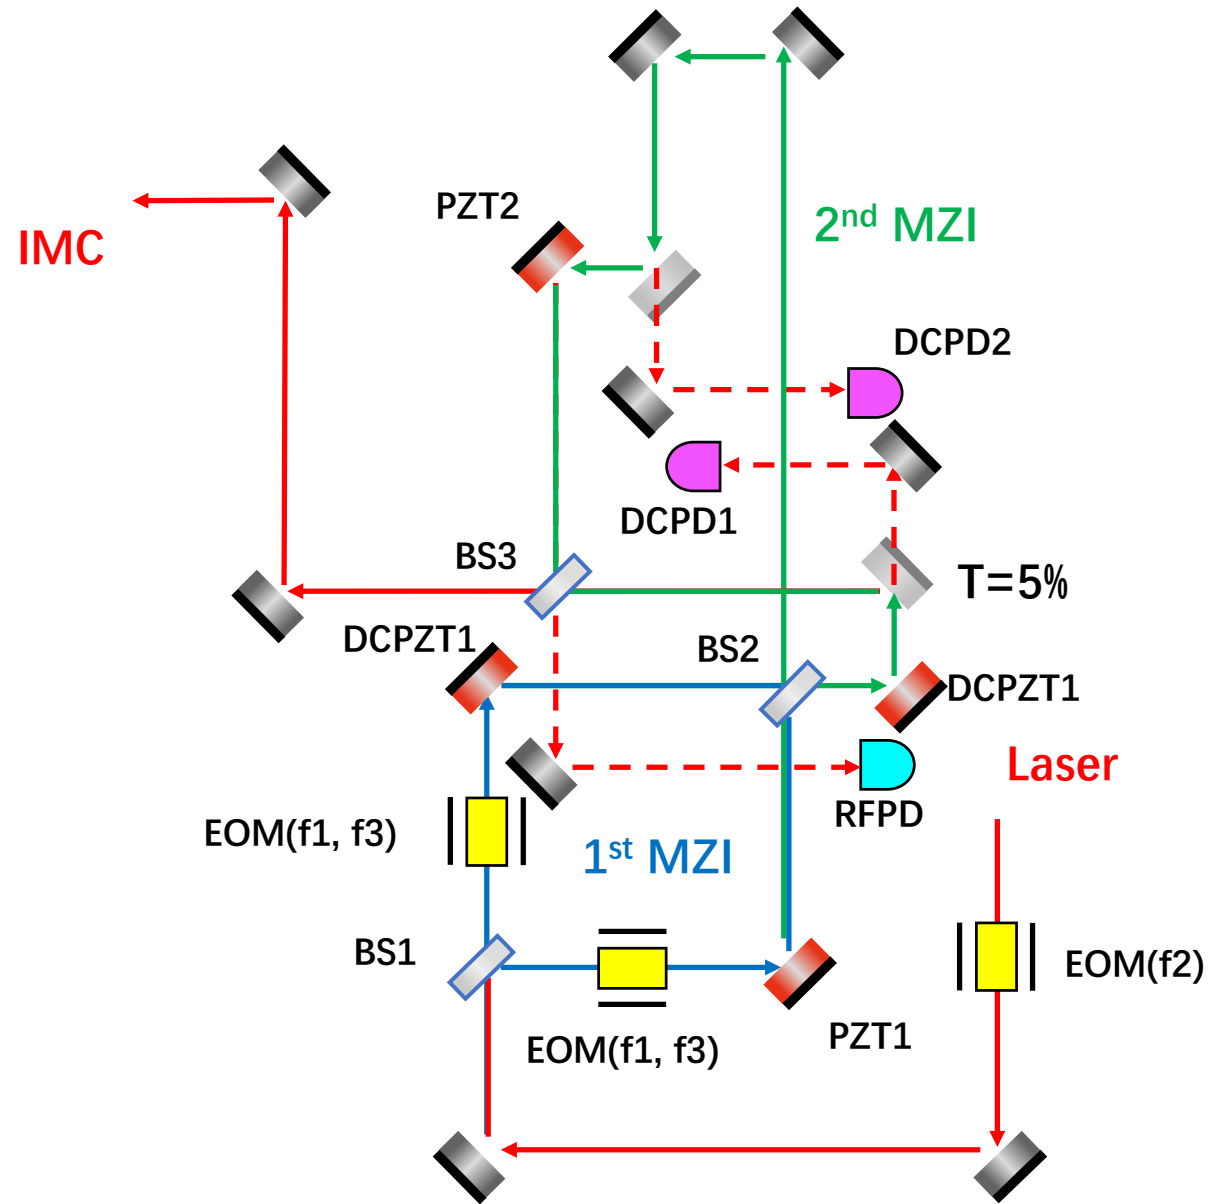 PZT2
2nd MZI
IMC
DCPD2
DCPD1
BS3
T=5%
DCPZT1
BS2
DCPZT1
Laser
EOM(f1, f3)
1st MZI
RFPD
BS1
EOM(f2)
EOM(f1, f3)
PZT1